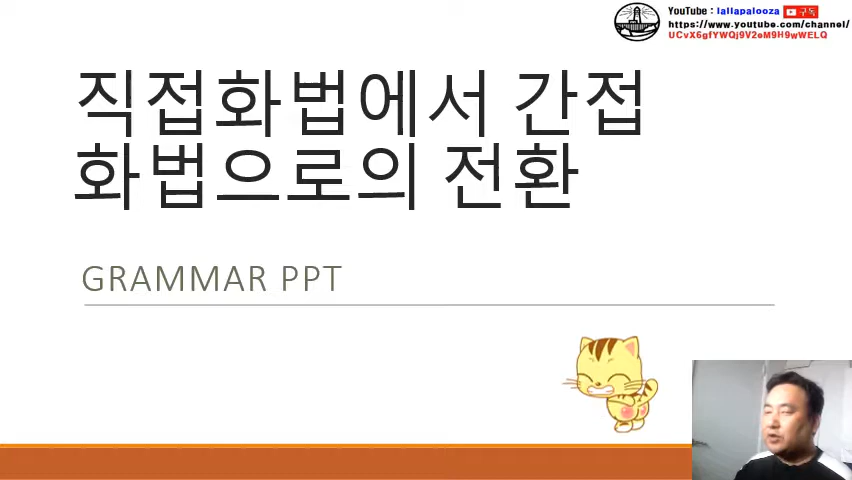 YouTube : lallapalooza 구독
https://www.youtube.com/channel/
UCvX6gfYWQj9V2eM9H9wWELQ
직접화법에서 간접
화법으로의 전환
GRAMMAR PPT